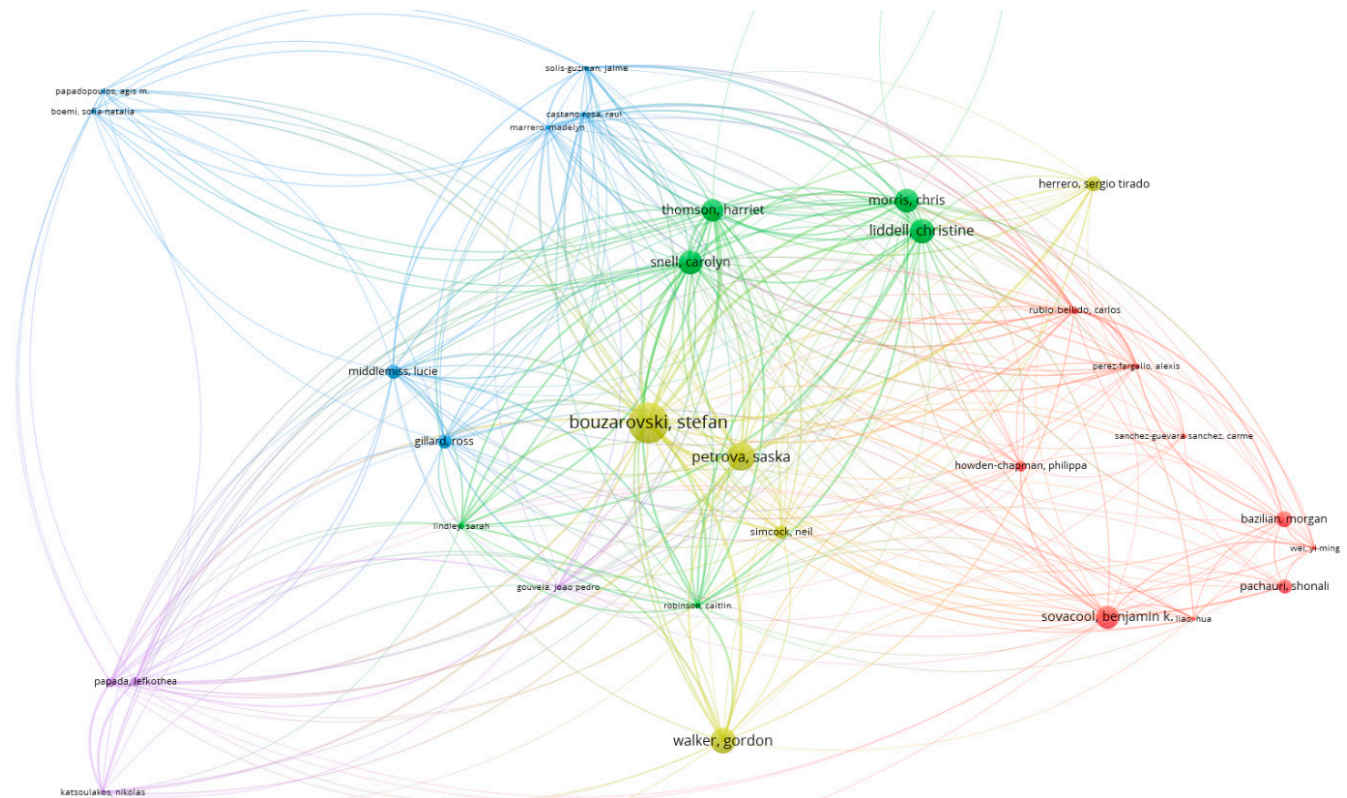 solis-guzman, jaime
papadopoulos, agis m.
boemi, sofia-natalia
castano-rosa, raul
marrero, madelyn
herrero, sergio tirado
morris, chris
thomson, harriet
liddell, christine
snell, carolyn
rubio-bellido, carlos
perez-fargallo, alexis
middlemiss, lucie
bouzarovski, stefan
sanchez-guevara sanchez, carme
gillard, ross
petrova, saska
howden-chapman, philippa
bazilian, morgan
lindley, sarah
simcock, neil
wei, yi-ming
gouveia, joao pedro
pachauri, shonali
robinson, caitlin
sovacool, benjamin k.
liao, hua
papada, lefkothea
walker, gordon
katsoulakos, nikolas